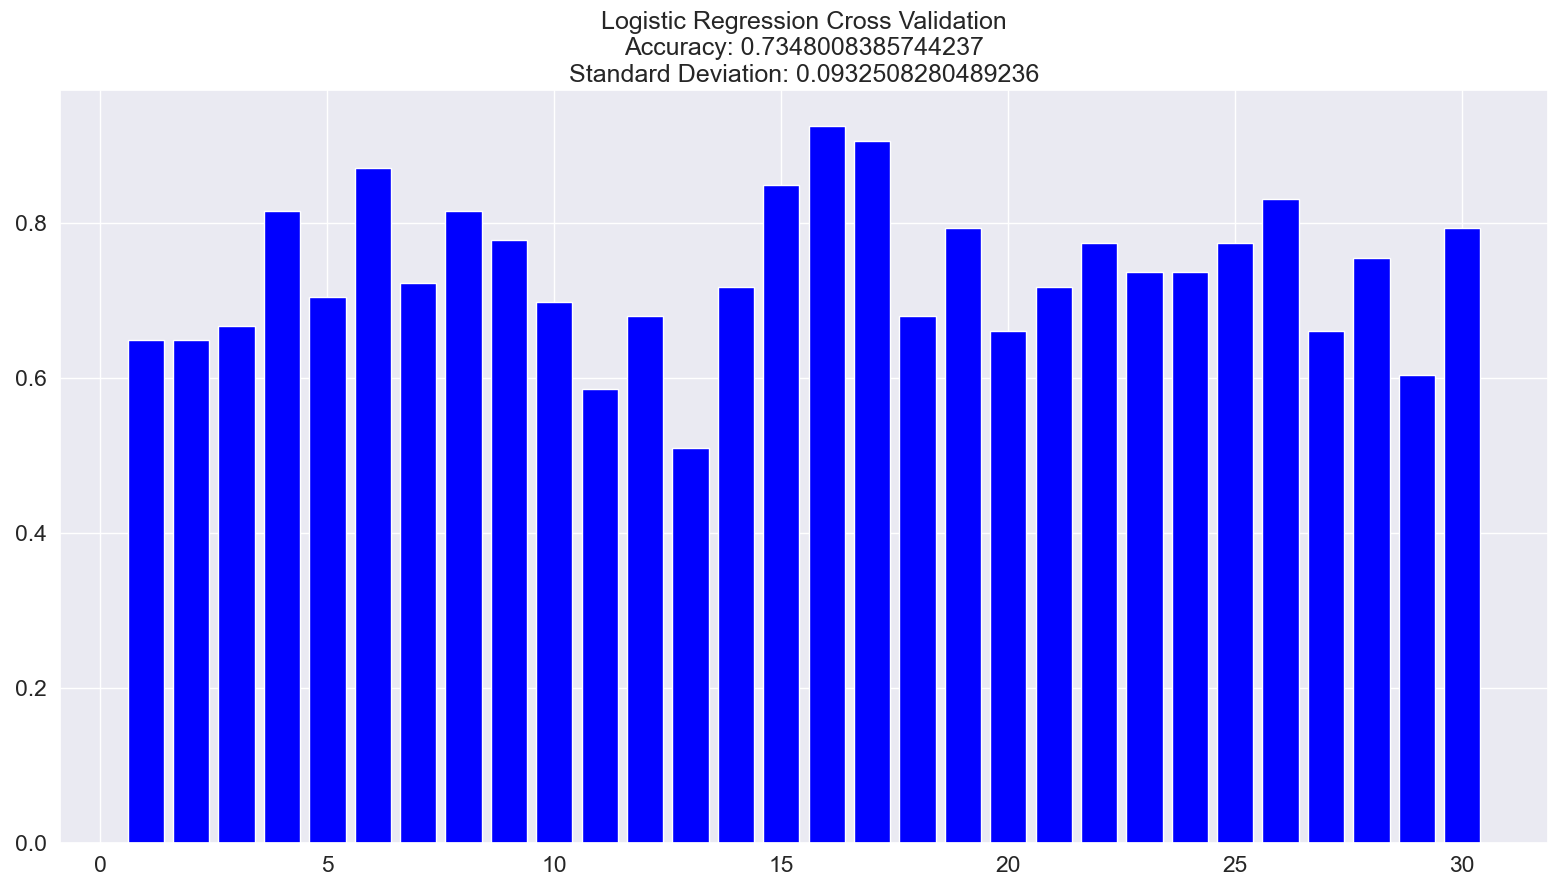 Logistic Regression Cross Validation
Accuracy: 0.7348008385744237
Standard Deviation: 0.0932508280489236
0.8
0.6
0.4
0.2
0.0
0 5 10 15 20 25 30